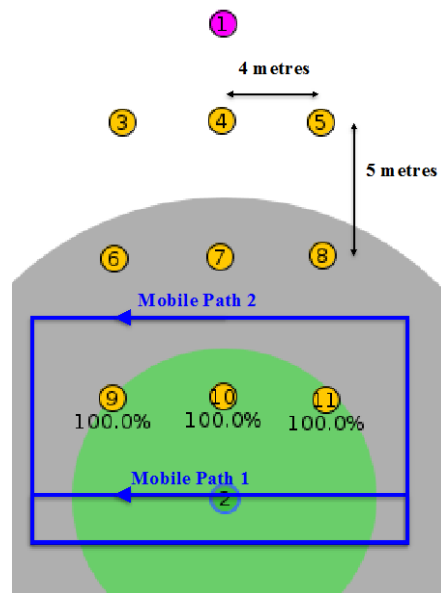 1
4 metres
3 4 5
5 metres
6 7 8
Mobile Path 2
9 10 11
100.0% 100.0% 100.0%
Mobile Path 1
2